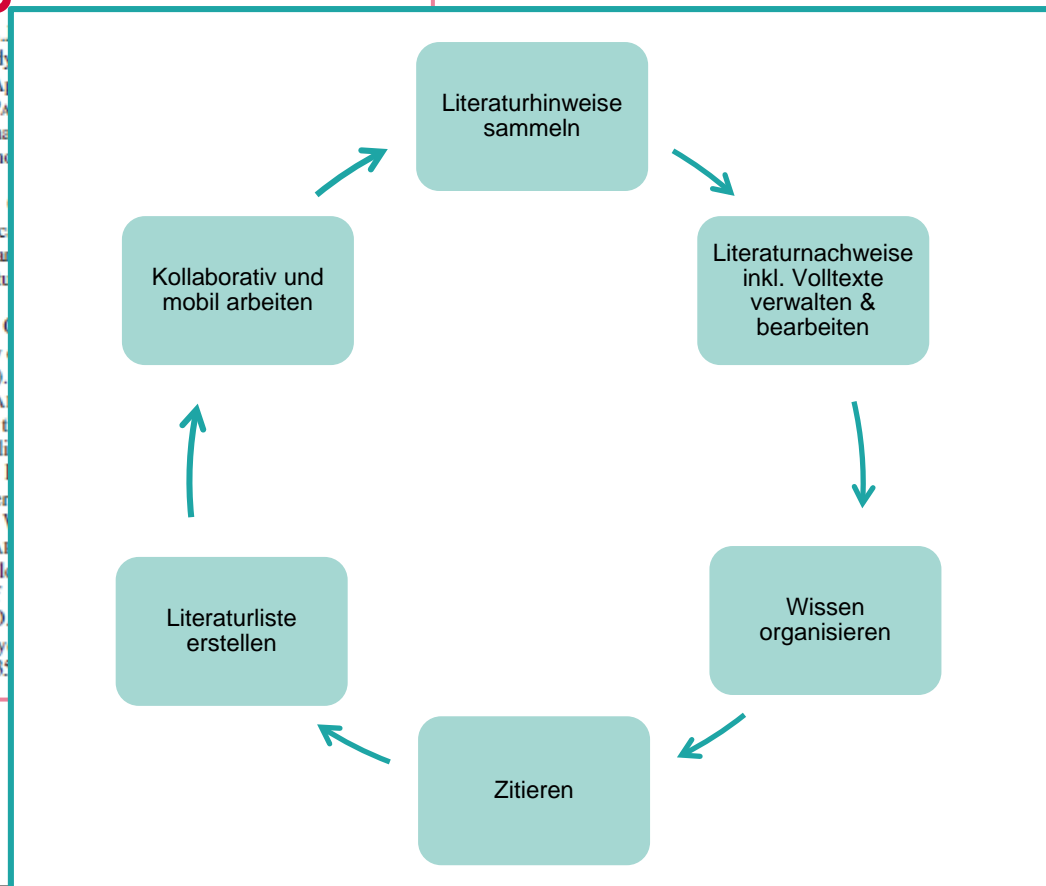 Literaturhinweise
sammeln
Literaturnachweise
inkl. Volltexte
verwalten &
bearbeiten
Wissen
organisieren
Zitieren
Literaturliste
erstellen
Kollaborativ und
mobil arbeiten